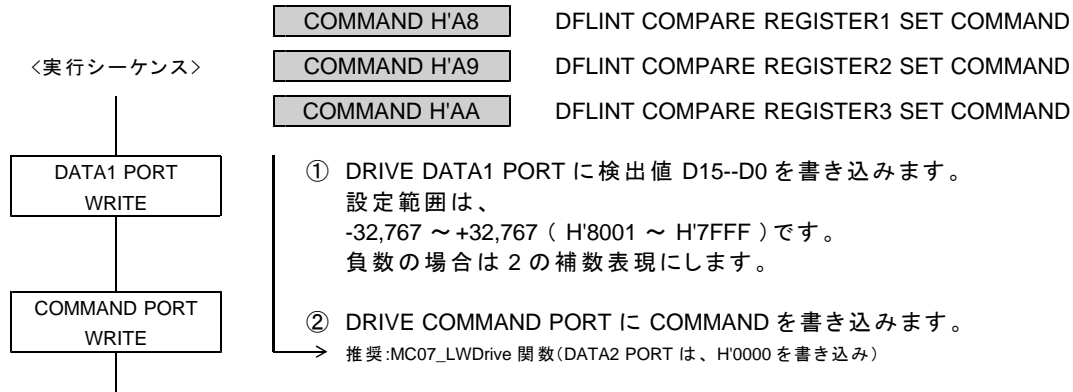 COMMAND H'A8 DFLINT COMPARE REGISTER1 SET COMMAND
<実行シーケンス> COMMAND H'A9 DFLINT COMPARE REGISTER2 SET COMMAND
COMMAND H'AA DFLINT COMPARE REGISTER3 SET COMMAND
DATA1 PORT
WRITE
① DRIVE DATA1 PORT に検出値 D15--D0 を書き込みます。
設定範囲は、
-32,767 ～ +32,767 ( H'8001 ～ H'7FFF )です。
負数の場合は 2 の補数表現にします。
COMMAND PORT
WRITE
② DRIVE COMMAND PORT に COMMAND を書き込みます。
推奨:MC07_LWDrive 関数(DATA2 PORT は、H'0000 を書き込み)